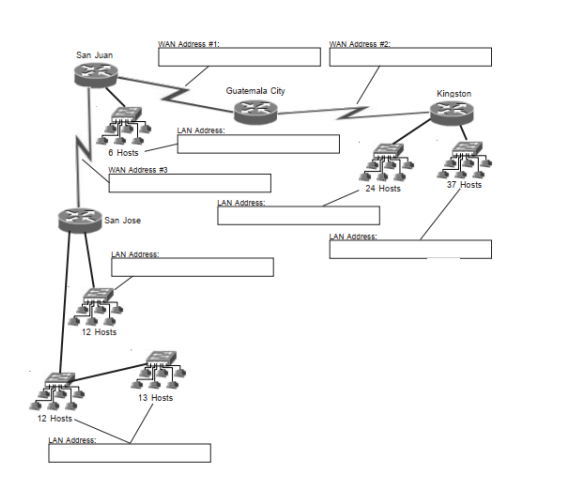 WAN Address #1:
WAN Address #2:
San Juan
Guatemala City
Kingston
LAN Address:
6 Hosts
WAN Address #3
24 Hosts
37 Hosts
LAN Address:
San Jose
LAN Address:
LAN Address:
12 Hosts
13 Hosts
12 Hosts
LAN Address: